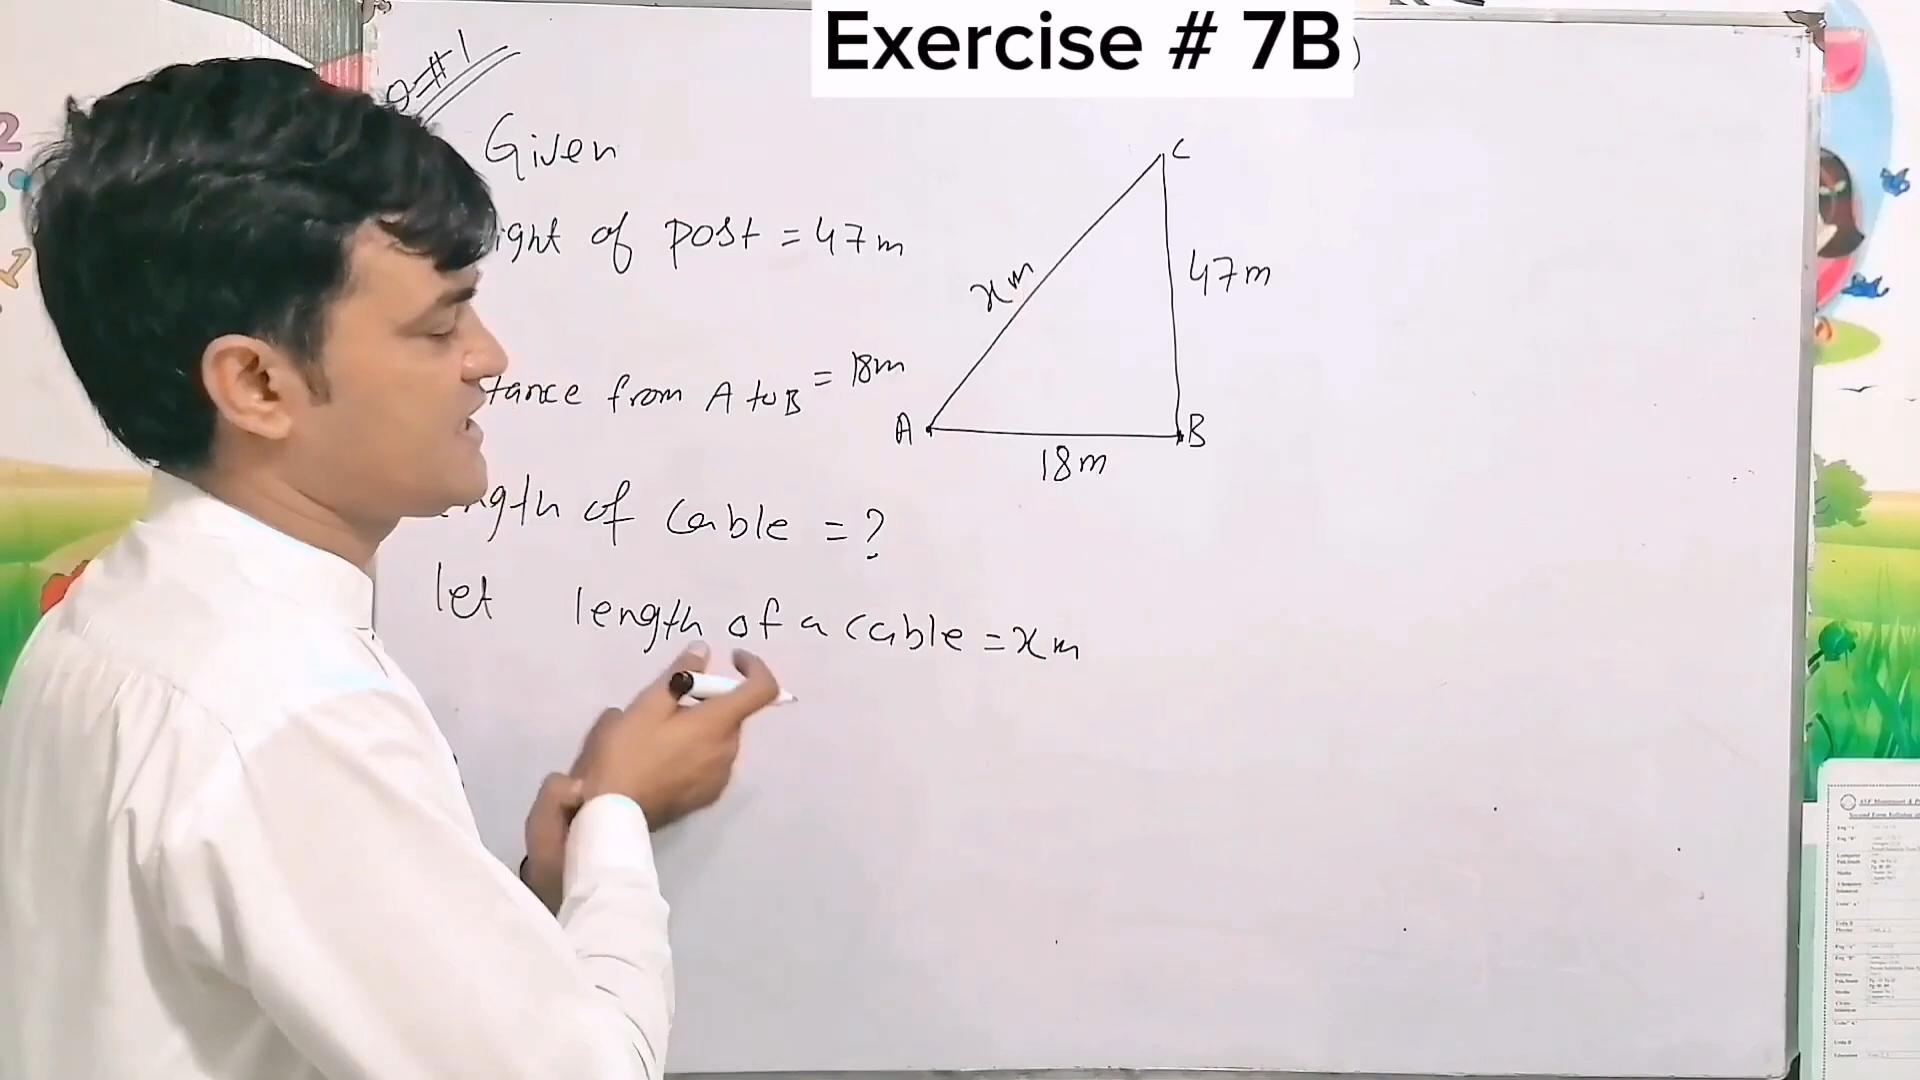 Exercise # 7B
Q#1
Given
ight of post = 47m
tance from A to B = 18m
ngth of cable = ?
let length of a cable = x m
C
x m
47m
A
B
18m